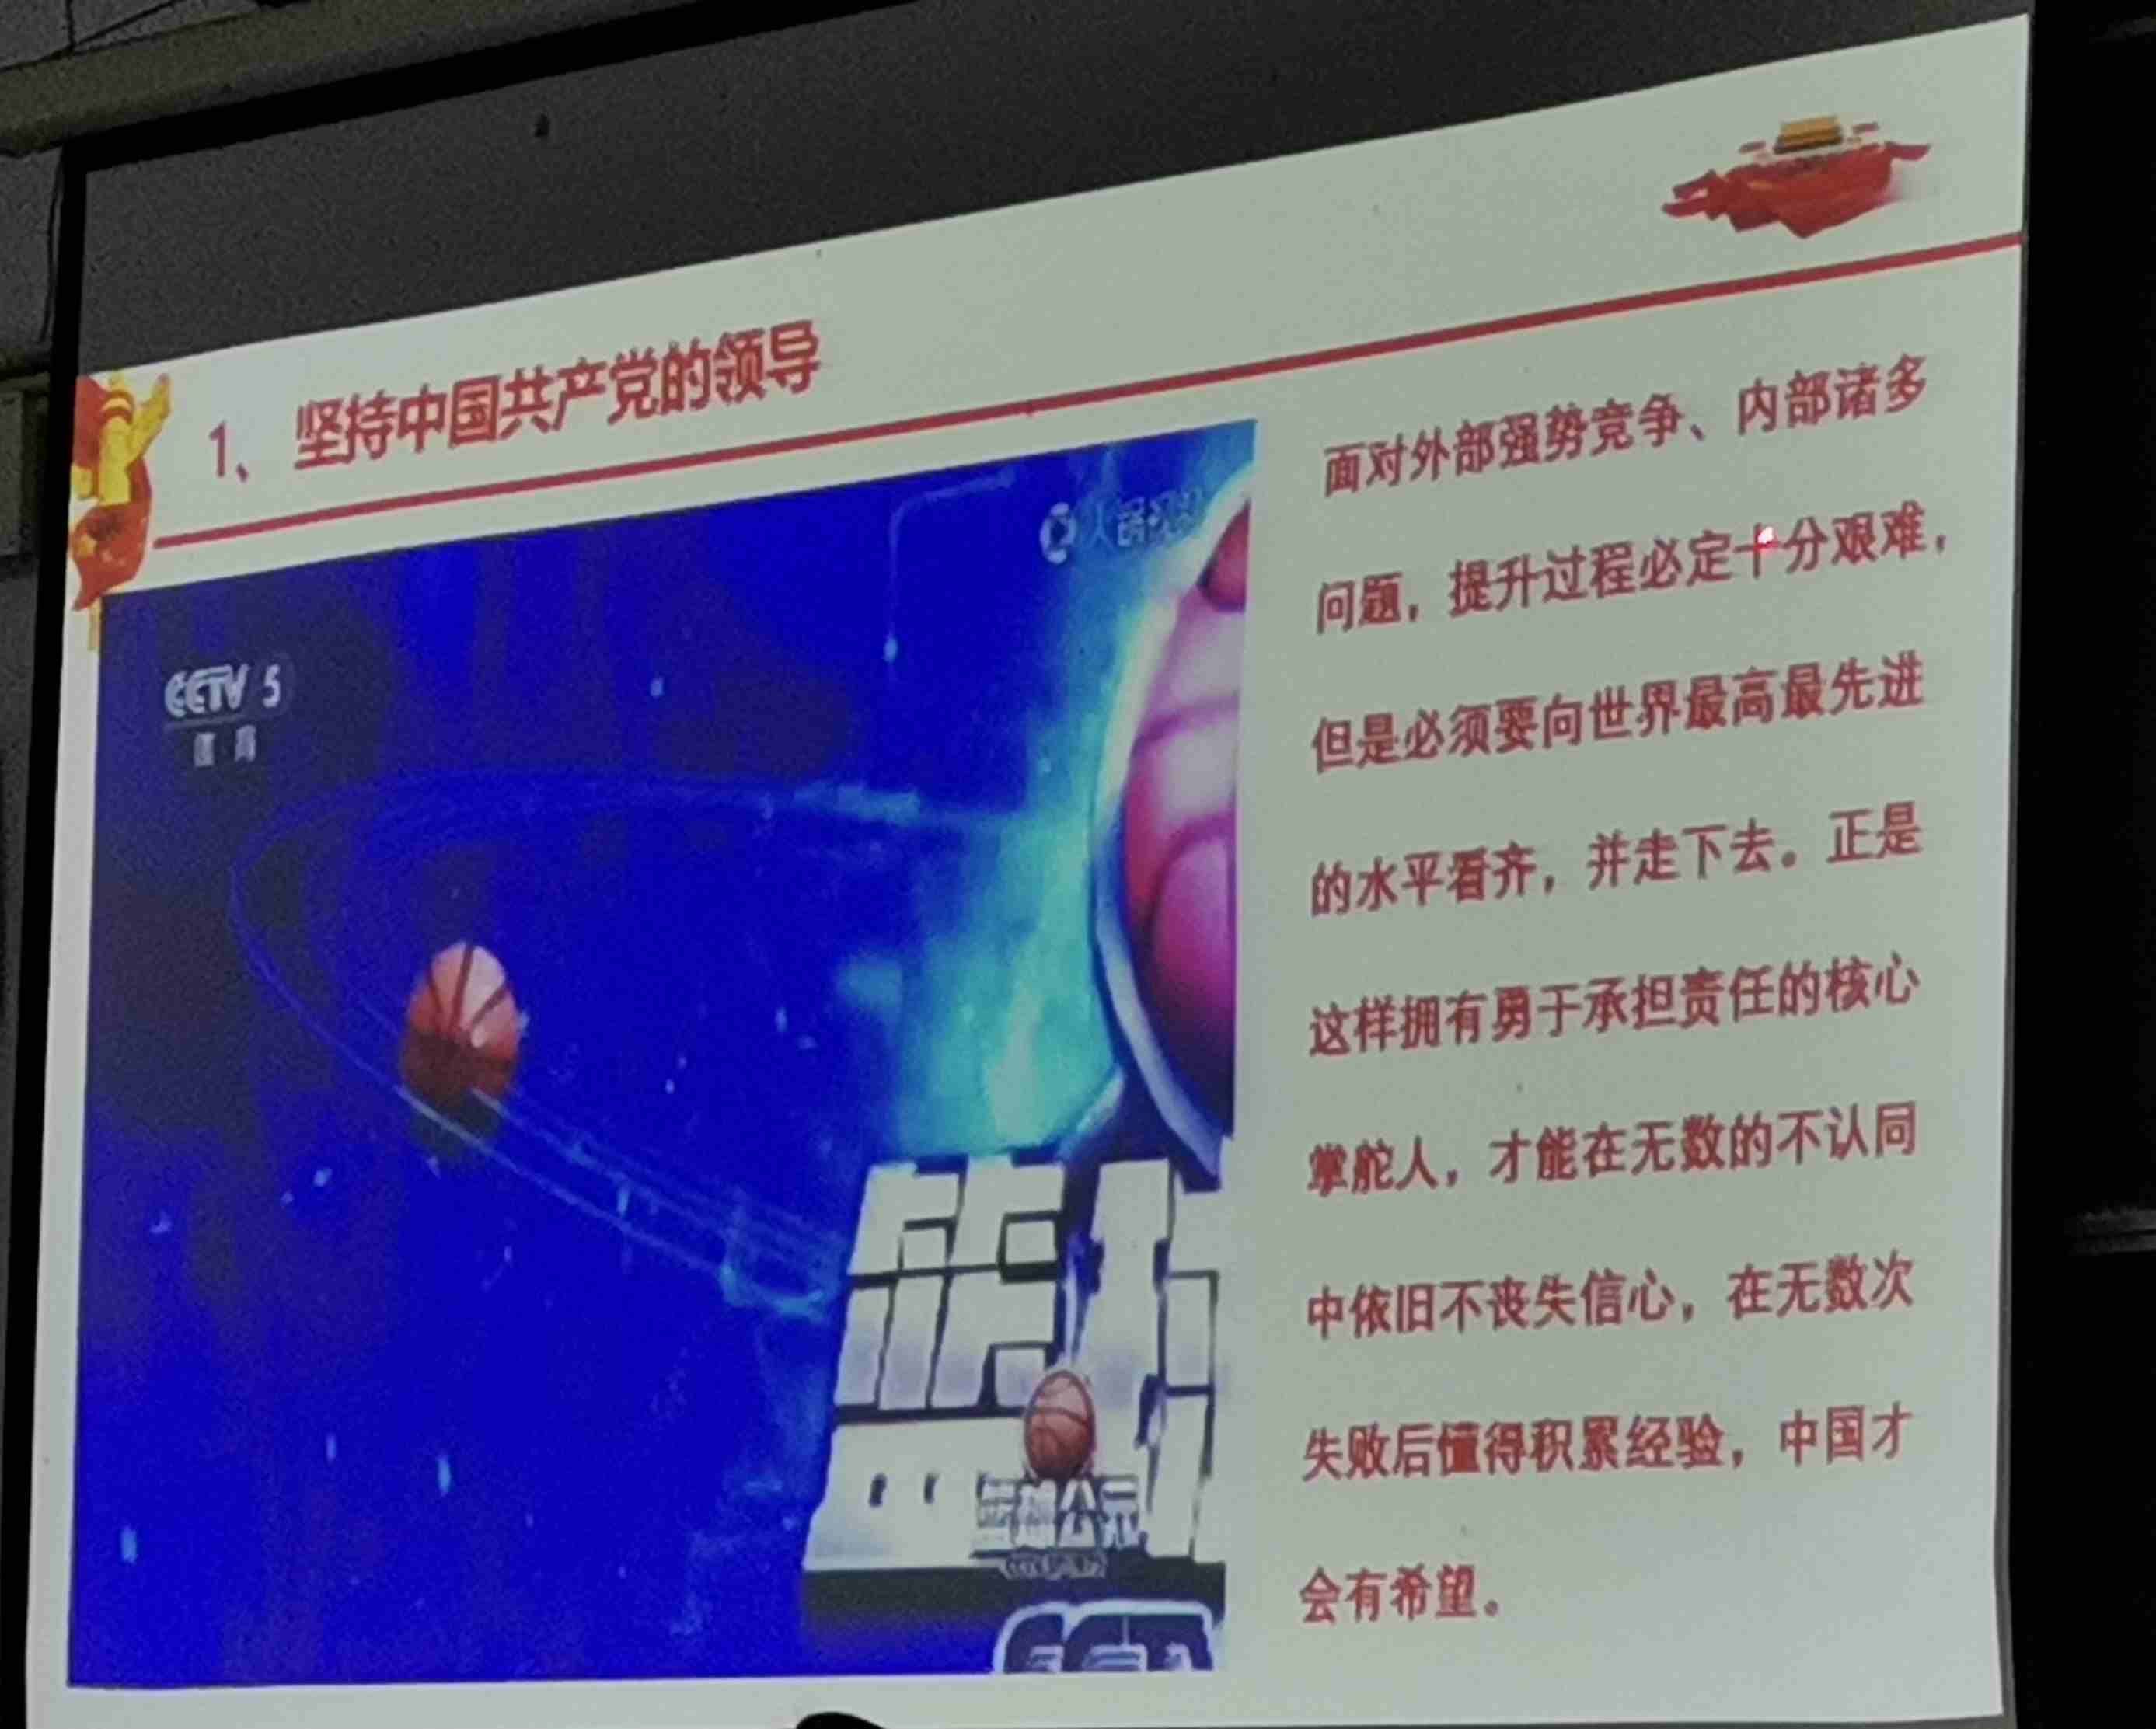 1、 坚持中国共产党的领导
CCTV 5
体育
篮球公元
面对外部强势竞争、内部诸多
问题，提升过程必定十分艰难，
但是必须要向世界最高最先进
的水平看齐，并走下去。正是
这样拥有勇于承担责任的核心
掌舵人，才能在无数的不认同
中依旧不丧失信心，在无数次
失败后懂得积累经验，中国才
会有希望。